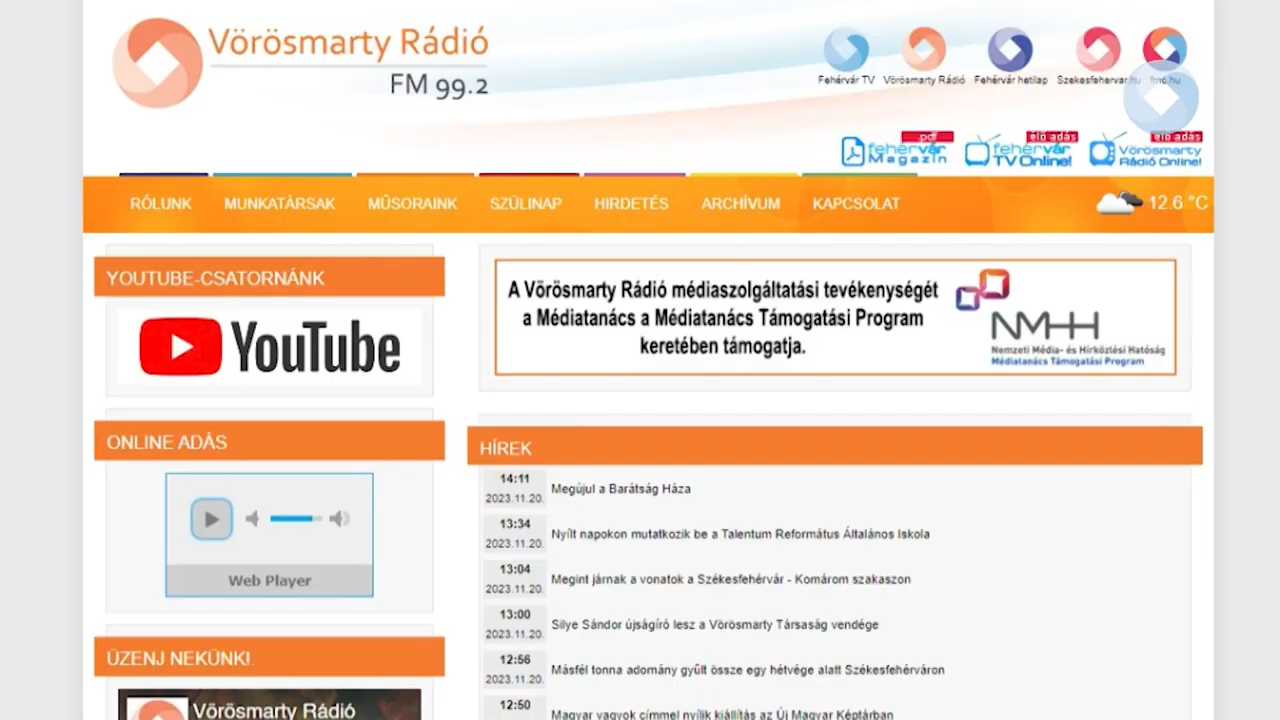 Vörösmarty Rádió
FM 99.2
Fehérvár TV
Vörösmarty Rádió
Fehérvár hetilap
.pdf
fehérvár
Magazin
élő adás
fehérvár
TV Online!
élő adás
Vörösmarty
Rádió Online!
RÓLUNK
MUNKATÁRSAK
MŰSORAINK
SZÜLINAP
HIRDETÉS
ARCHÍVUM
KAPCSOLAT
12.6 °C
YOUTUBE-CSATORNÁNK
YouTube
A Vörösmarty Rádió médiaszolgáltatási tevékenységét
a Médiatanács a Médiatanács Támogatási Program
keretében támogatja.
NMHH
Nemzeti Média- és Hírközlési Hatóság
Médiatanács Támogatási Program
ONLINE ADÁS
Web Player
HÍREK
14:11
2023.11.20.
Megújul a Barátság Háza
13:34
2023.11.20.
Nyílt napokon mutatkozik be a Talentum Református Általános Iskola
13:04
2023.11.20.
Megint járnak a vonatok a Székesfehérvár - Komárom szakaszon
13:00
2023.11.20.
Silye Sándor újságíró lesz a Vörösmarty Társaság vendége
12:56
2023.11.20.
Másfél tonna adomány gyűlt össze egy hétvége alatt Székesfehérváron
12:50
Magyar vagyok címmel nyílik kiállítás az Új Magyar Képtárban
ÜZENJ NEKÜNK!.
Vörösmarty Rádió